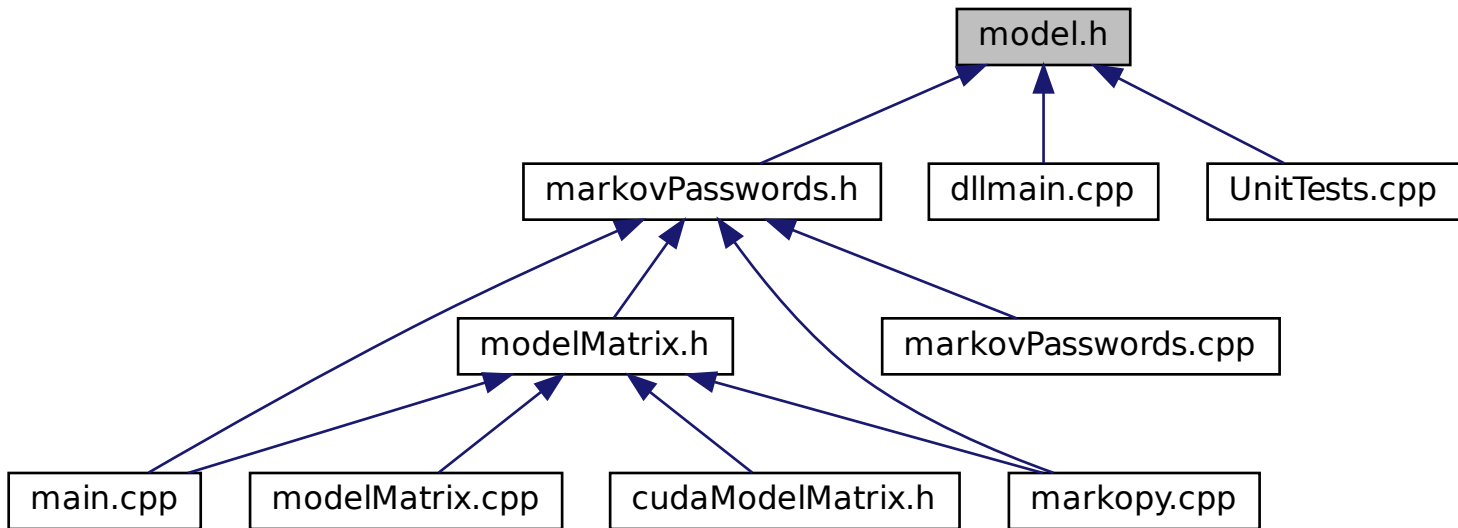 model.h
markovPasswords.h
dllmain.cpp
UnitTests.cpp
modelMatrix.h
markovPasswords.cpp
main.cpp
modelMatrix.cpp
cudaModelMatrix.h
markopy.cpp